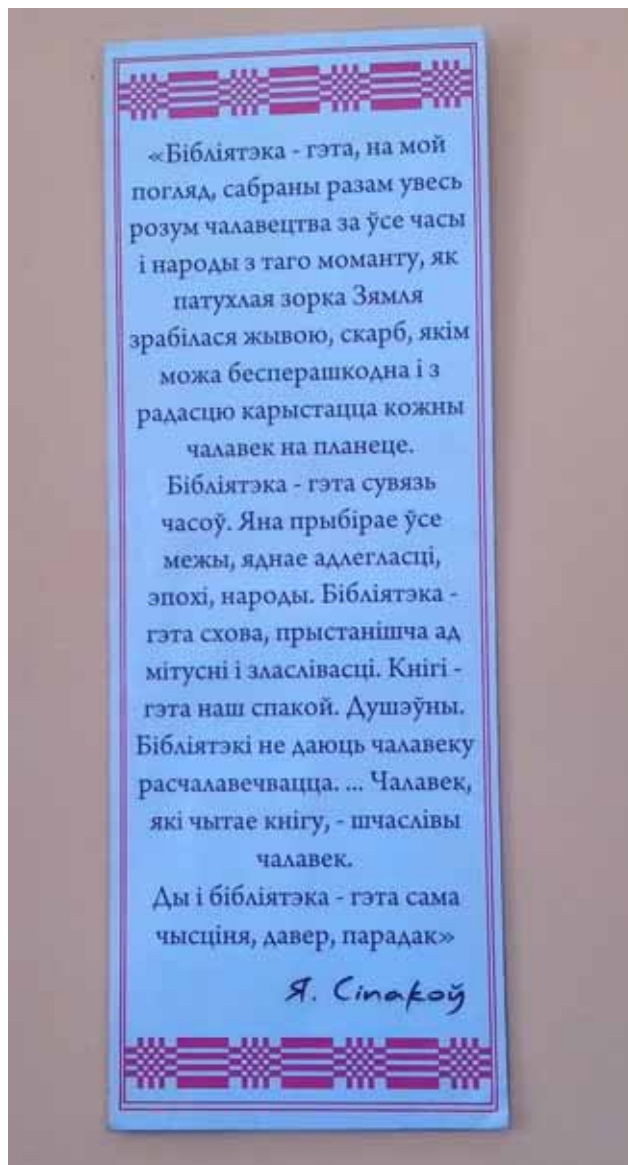 «Бібліятэка - гэта, на мой
погляд, сабраны разам увесь
розум чалавецтва за ўсе часы
і народы з таго моманту, як
патухлая зорка Зямля
зрабілася жывою, скарб, якім
можа бесперашкодна і з
радасцю карыстацца кожны
чалавек на планеце.
Бібліятэка - гэта сувязь
часоў. Яна прыбірае ўсе
межы, яднае адлегласці,
эпохі, народы. Бібліятэка -
гэта схова, прыстанішча ад
мітусні і зласлівасці. Кнігі -
гэта наш спакой. Душэўны.
Бібліятэкі не даюць чалавеку
расчалавечвацца. ... Чалавек,
які чытае кнігу, - шчаслівы
чалавек.
Ды і бібліятэка - гэта сама
чысціня, давер, парадак»
Я. Сіпакоў